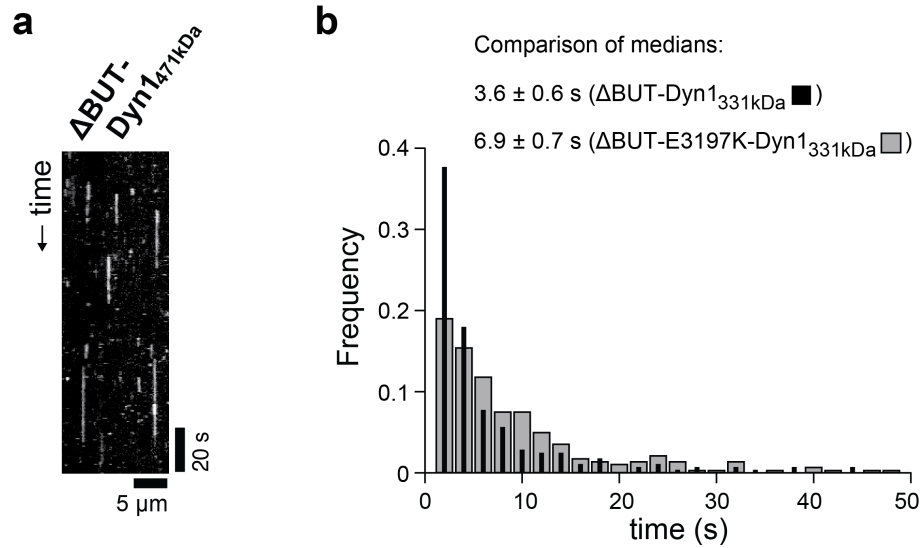 a
ΔBUT-
Dyn1471kDa
← time
20 s
5 μm
b
Comparison of medians:
3.6 ± 0.6 s (ΔBUT-Dyn1331kDa ■)
6.9 ± 0.7 s (ΔBUT-E3197K-Dyn1331kDa ■)
Frequency
0.4
0.3
0.2
0.1
0
0 10 20 30 40 50
time (s)